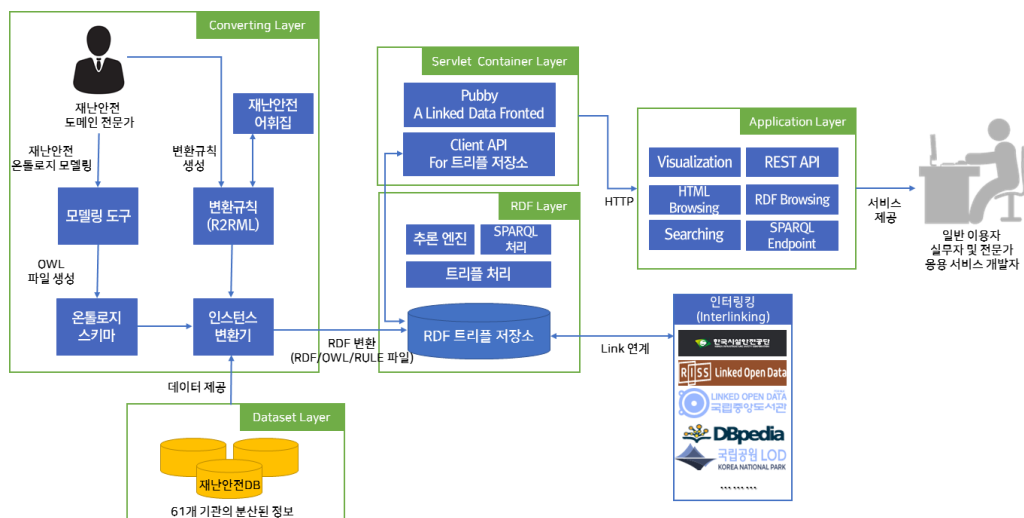 Converting Layer
재난안전
도메인 전문가
재난안전
온톨로지 모델링
변환규칙
생성
재난안전
어휘집
모델링 도구
변환규칙
(R2RML)
OWL
파일 생성
온톨로지
스키마
인스턴스
변환기
데이터 제공
Dataset Layer
재난안전DB
61개 기관의 분산된 정보
RDF 변환
(RDF/OWL/RULE 파일)
Servlet Container Layer
Pubby
A Linked Data Fronted
Client API
For 트리플 저장소
RDF Layer
추론 엔진
SPARQL
처리
트리플 처리
RDF 트리플 저장소
HTTP
Link 연계
Application Layer
Visualization
REST API
HTML
Browsing
RDF Browsing
Searching
SPARQL
Endpoint
서비스
제공
일반 이용자
실무자 및 전문가
응용 서비스 개발자
인터링킹
(Interlinking)
한국시설안전공단
RISS Linked Open Data
LINKED OPEN DATA
국립중앙도서관
DBpedia
국립공원 LOD
KOREA NATIONAL PARK
………